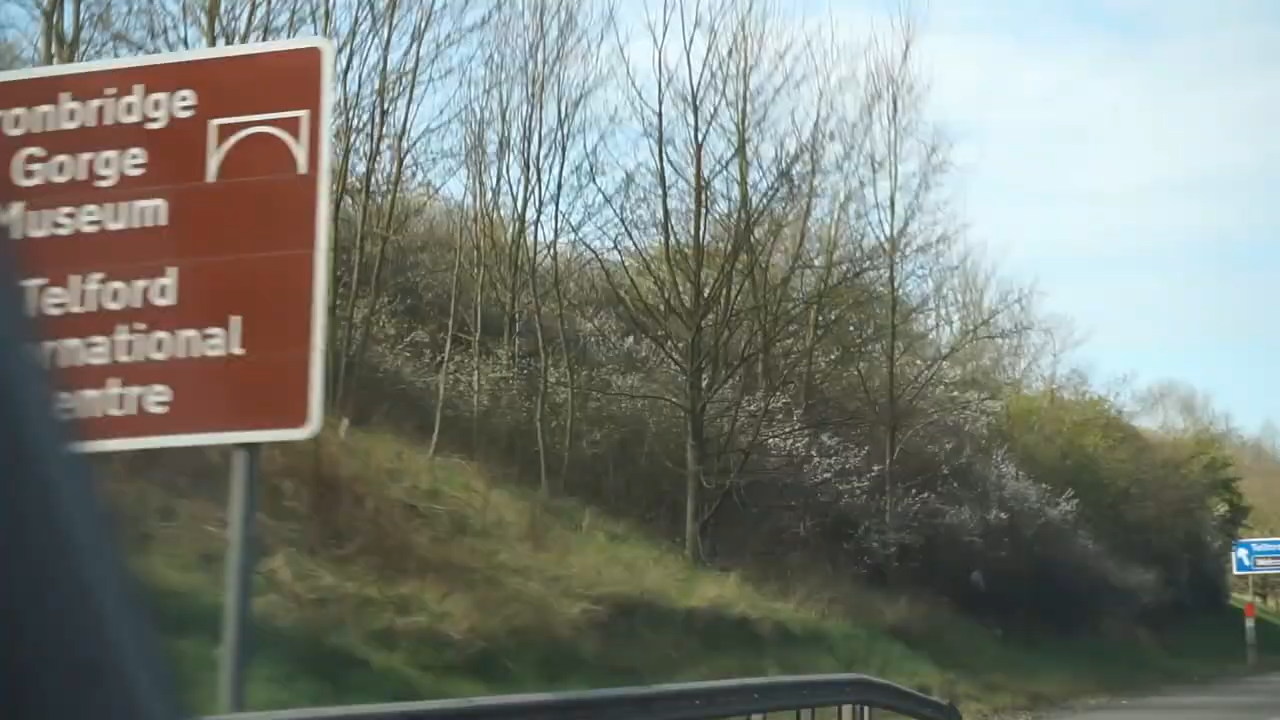 ronbridge
Gorge
Museum
Telford
rnational
entre